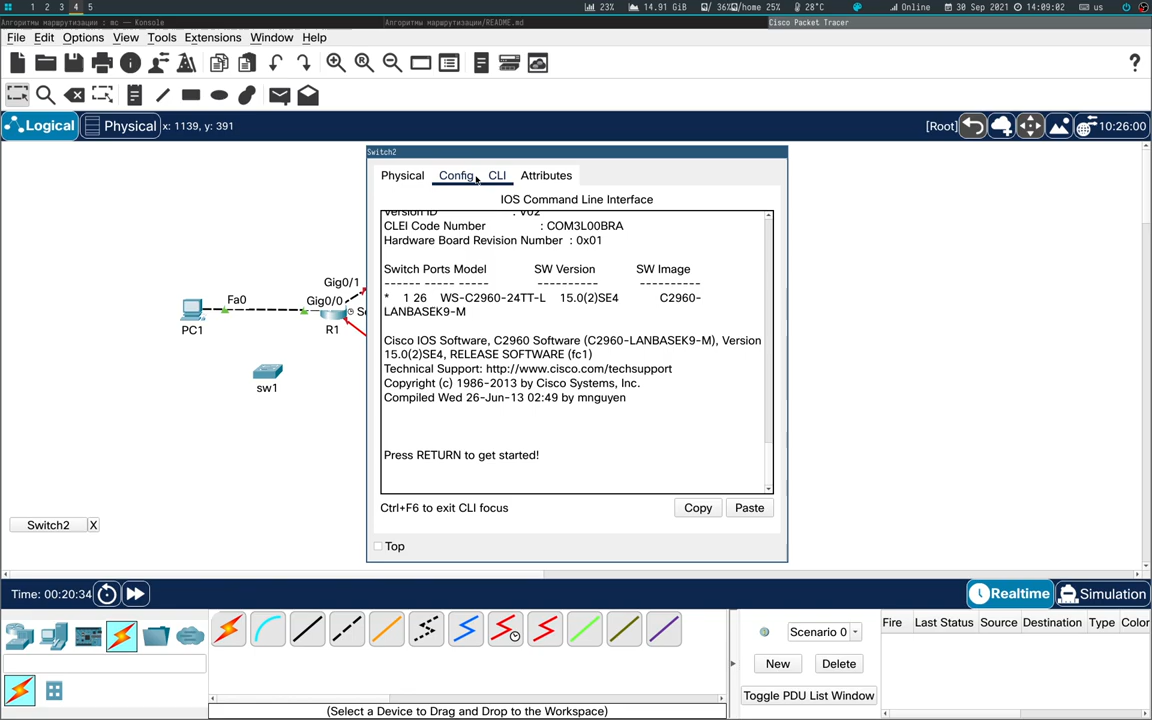 1 2 3 4 5 23% 14.91 GiB / 36% /home 25% 28°C Online 30 Sep 2021 14:09:02 us
Алгоритмы маршрутизации : mc — Konsole Алгоритмы маршрутизации/README.md Cisco Packet Tracer
File Edit Options View Tools Extensions Window Help
?
Logical Physical x: 1139, y: 391 [Root] 10:26:00
Switch2
Physical Config CLI Attributes
IOS Command Line Interface
Version ID : V02
CLEI Code Number : COM3L00BRA
Hardware Board Revision Number : 0x01
Switch Ports Model SW Version SW Image
------ ----- ----- ---------- ----------
* 1 26 WS-C2960-24TT-L 15.0(2)SE4 C2960-
LANBASEK9-M
Cisco IOS Software, C2960 Software (C2960-LANBASEK9-M), Version
15.0(2)SE4, RELEASE SOFTWARE (fc1)
Technical Support: http://www.cisco.com/techsupport
Copyright (c) 1986-2013 by Cisco Systems, Inc.
Compiled Wed 26-Jun-13 02:49 by mnguyen
Press RETURN to get started!
Ctrl+F6 to exit CLI focus Copy Paste
Top
Gig0/1
Fa0 Gig0/0
Se
PC1 R1
sw1
Switch2 X
Time: 00:20:34 Realtime Simulation
Scenario 0
Fire Last Status Source Destination Type Color
New Delete
Toggle PDU List Window
(Select a Device to Drag and Drop to the Workspace)